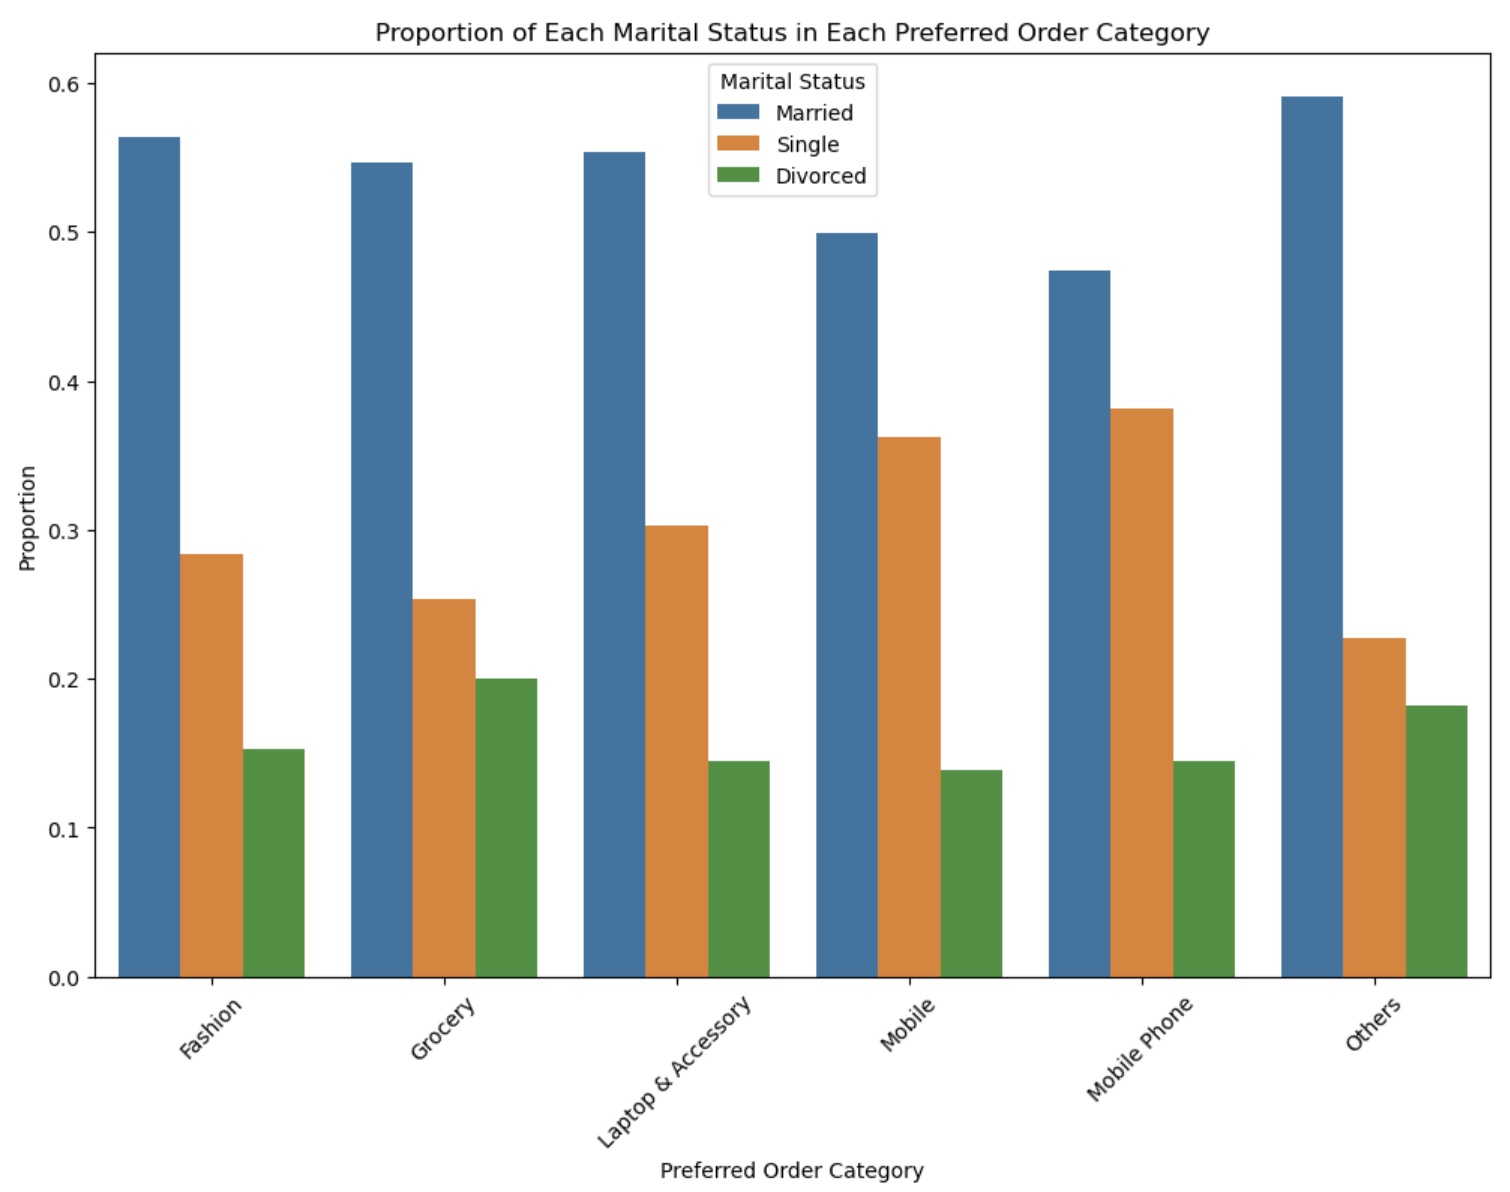 Proportion of Each Marital Status in Each Preferred Order Category
Marital Status
Married
Single
Divorced
Proportion
0.6
0.5
0.4
0.3
0.2
0.1
0.0
Fashion
Grocery
Laptop & Accessory
Mobile
Mobile Phone
Others
Preferred Order Category